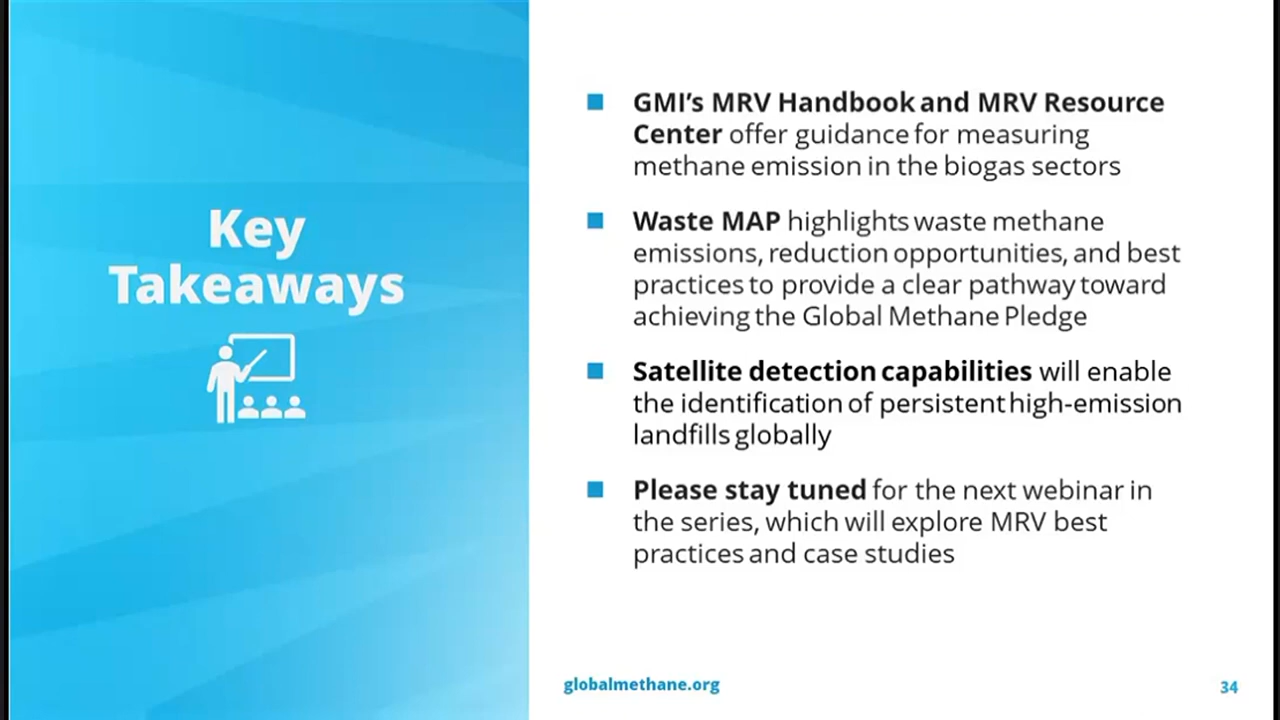 Key
Takeaways
GMI's MRV Handbook and MRV Resource
Center offer guidance for measuring
methane emission in the biogas sectors
Waste MAP highlights waste methane
emissions, reduction opportunities, and best
practices to provide a clear pathway toward
achieving the Global Methane Pledge
Satellite detection capabilities will enable
the identification of persistent high-emission
landfills globally
Please stay tuned for the next webinar in
the series, which will explore MRV best
practices and case studies
globalmethane.org
34